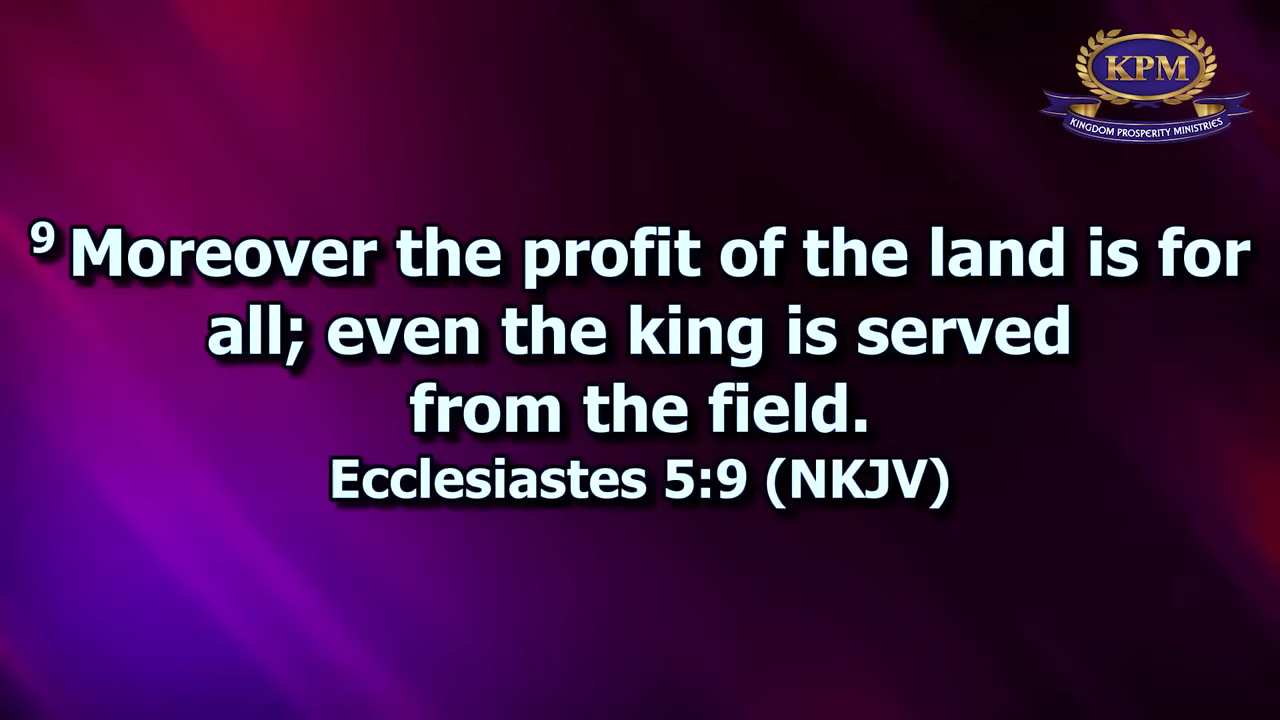 KPM
KINGDOM PROSPERITY MINISTRIES
9 Moreover the profit of the land is for
all; even the king is served
from the field.
Ecclesiastes 5:9 (NKJV)